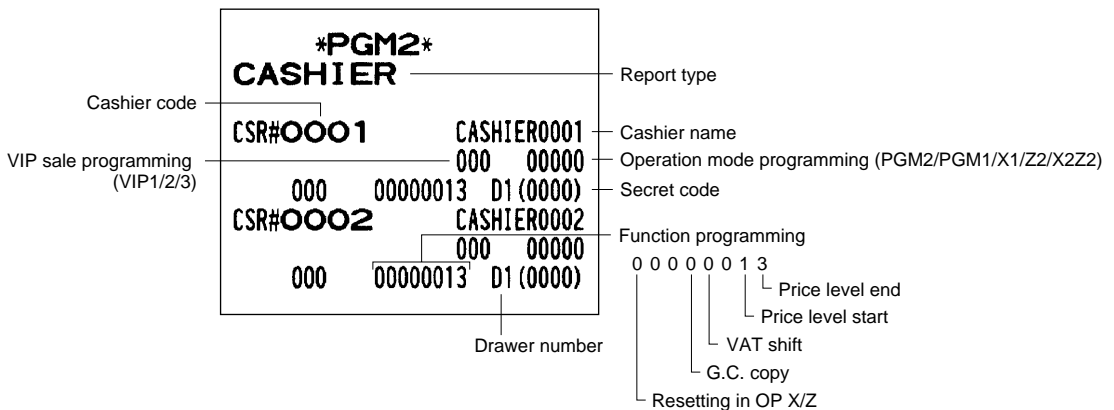 *PGM2*
CASHIER
Report type
Cashier code
CSR#0001 CASHIER0001
Cashier name
VIP sale programming
(VIP1/2/3)
000 00000
Operation mode programming (PGM2/PGM1/X1/Z2/X2Z2)
000 00000013 D1(0000)
Secret code
CSR#0002 CASHIER0002
000 00000
Function programming
000 00000013 D1(0000)
0 0 0 0 0 0 1 3
Price level end
Price level start
Drawer number
VAT shift
G.C. copy
Resetting in OP X/Z